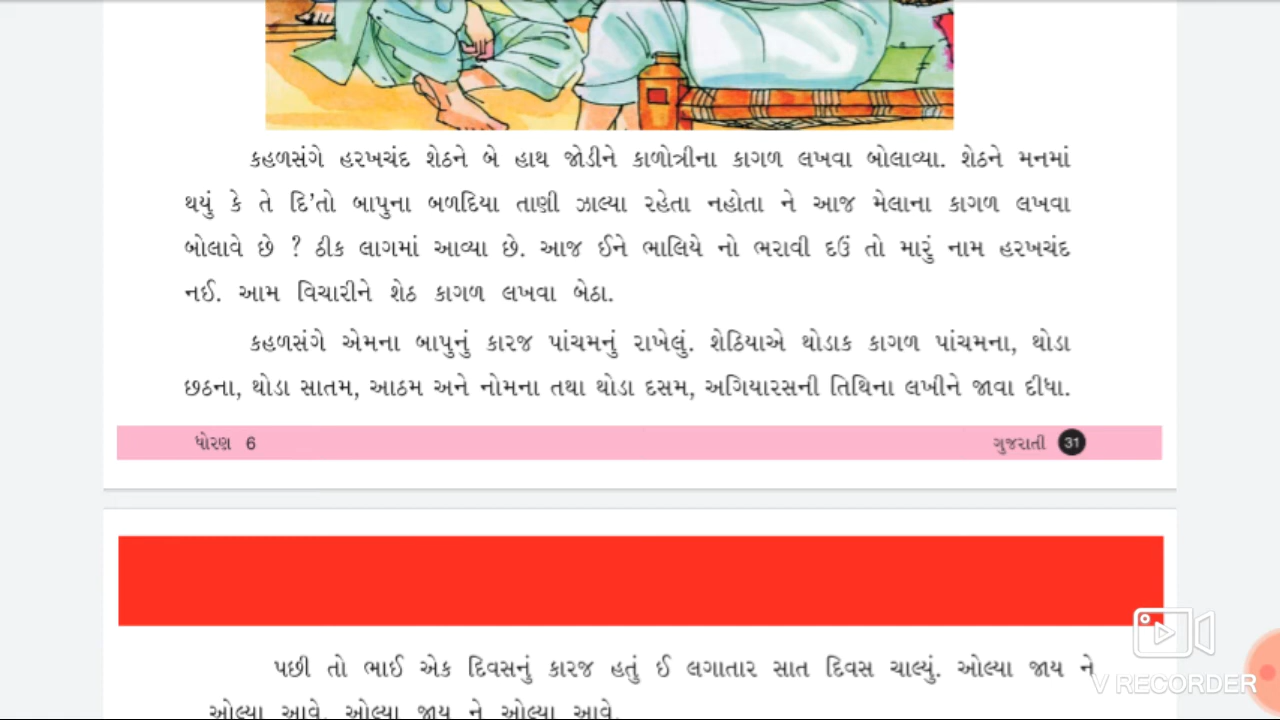 કહળસંગે હરખચંદ શેઠને બે હાથ જોડીને કાળોત્રીના કાગળ લખવા બોલાવ્યા. શેઠને મનમાં
થયું કે તે દિ’તો બાપુના બળદિયા તાણી ઝાલ્યા રહેતા નહોતા ને આજ મેલાના કાગળ લખવા
બોલાવે છે ? ઠીક લાગમાં આવ્યા છે. આજ ઈને ભાલિયે નો ભરાવી દઉં તો મારું નામ હરખચંદ
નઈ. આમ વિચારીને શેઠ કાગળ લખવા બેઠા.
કહળસંગે એમના બાપુનું કારજ પાંચમનું રાખેલું. શેઠિયાએ થોડાક કાગળ પાંચમના, થોડા
છઠના, થોડા સાતમ, આઠમ અને નોમના તથા થોડા દસમ, અગિયારસની તિથિના લખીને જાવા દીધા.
ધોરણ 6
ગુજરાતી 31
પછી તો ભાઈ એક દિવસનું કારજ હતું ઈ લગાતાર સાત દિવસ ચાલ્યું. ઓલ્યા જાય ને
ઓલ્યા આવે. ઓલ્યા જાય ને ઓલ્યા આવે.
V RECORDER